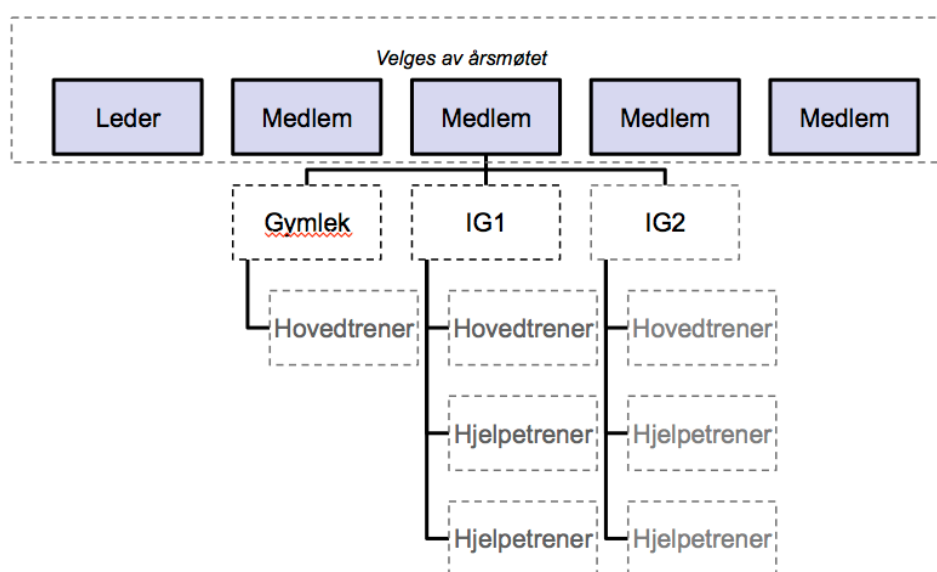 Velges av årsmøtet
Leder
Medlem
Medlem
Medlem
Medlem
Gymlek
IG1
IG2
Hovedtrener
Hovedtrener
Hovedtrener
Hjelpetrener
Hjelpetrener
Hjelpetrener
Hjelpetrener